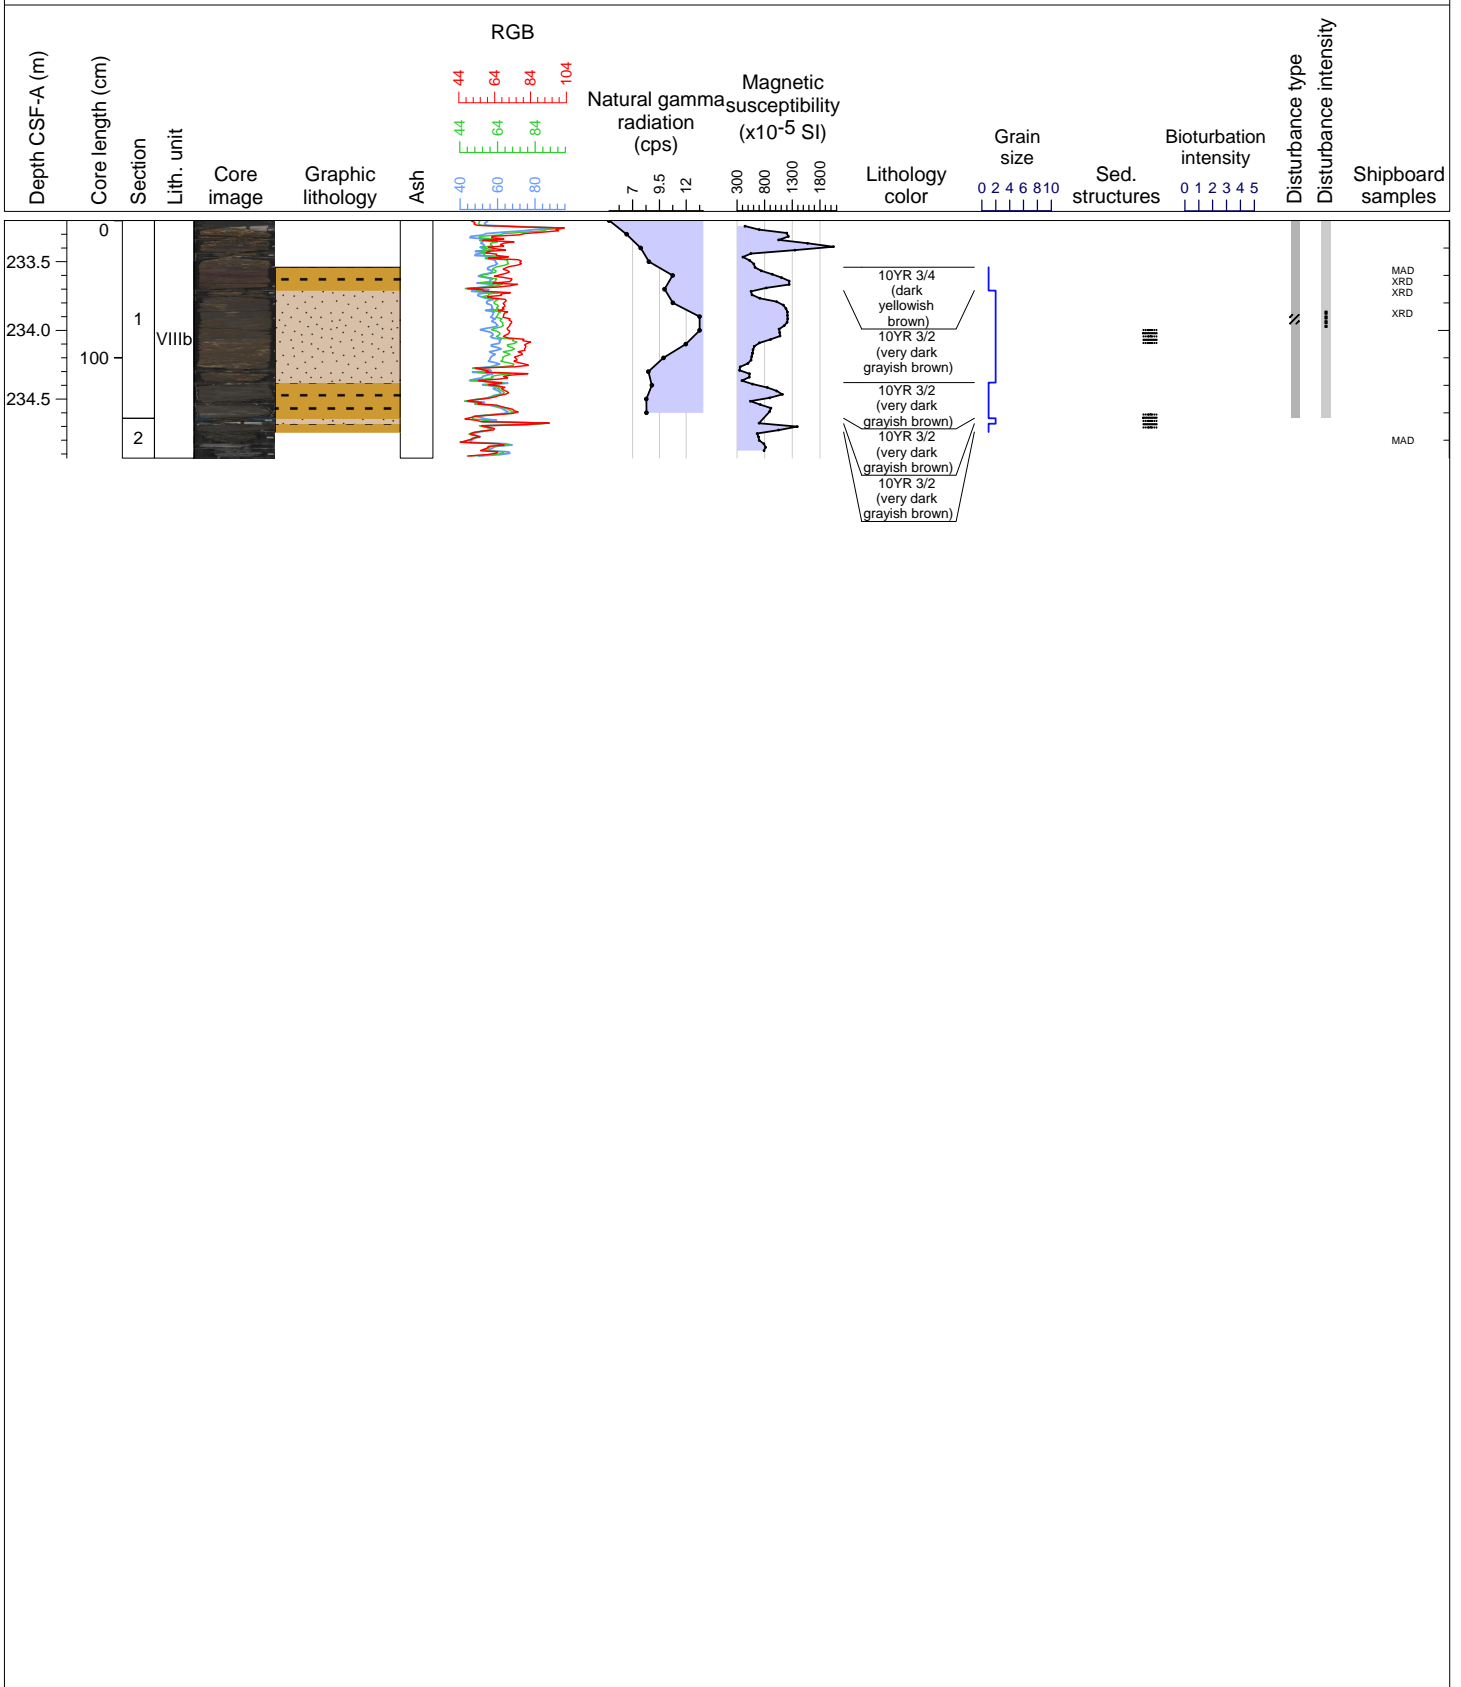 Depth CSF-A (m)
Core length (cm)
Section
Lith. unit
Core
image
Graphic
lithology
Ash
RGB
44 64 84 104
44 64 84
40 60 80
Natural gamma
radiation
(cps)
7 9.5 12
Magnetic
susceptibility
(x10-5 SI)
300 800 1300 1800
Lithology
color
Grain
size
0 2 4 6 8 10
Sed.
structures
Bioturbation
intensity
0 1 2 3 4 5
Disturbance type
Disturbance intensity
Shipboard
samples
233.5
234.0
234.5
0
100
1
2
VIIIb
10YR 3/4
(dark
yellowish
brown)
10YR 3/2
(very dark
grayish brown)
10YR 3/2
(very dark
grayish brown)
10YR 3/2
(very dark
grayish brown)
10YR 3/2
(very dark
grayish brown)
MAD
XRD
XRD
XRD
MAD